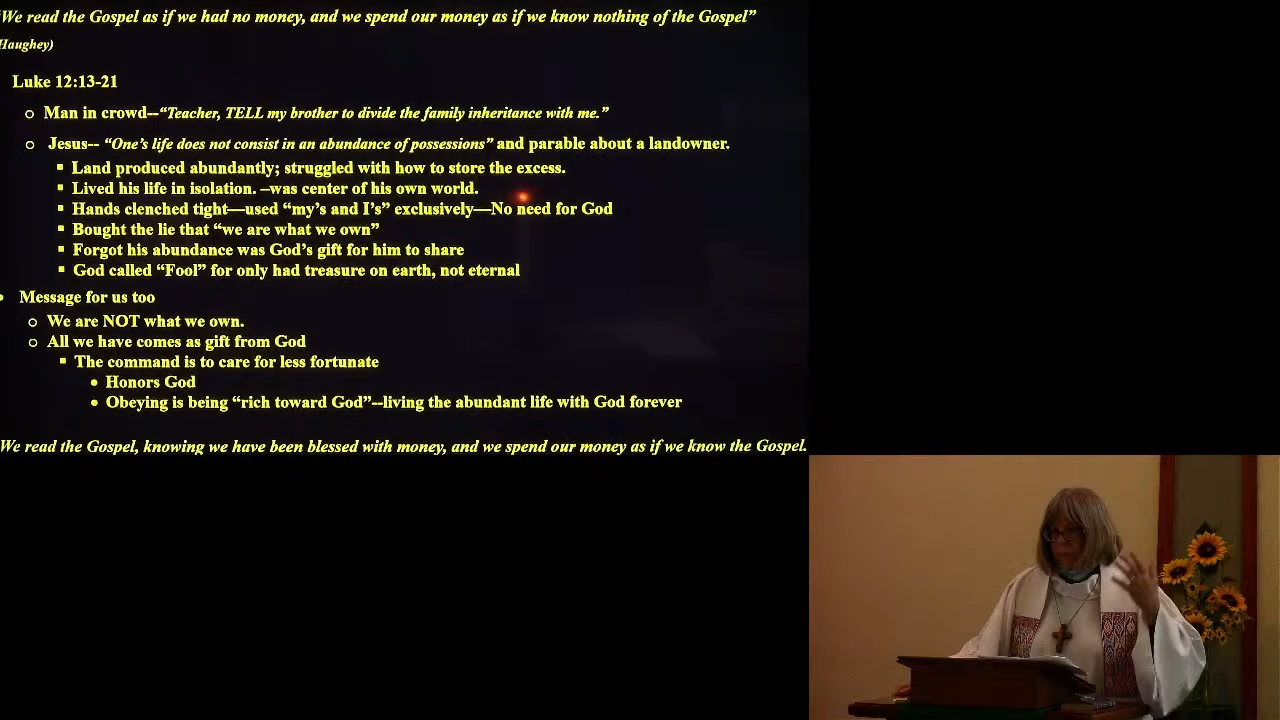 We read the Gospel as if we had no money, and we spend our money as if we know nothing of the Gospel”
Haughey)
Luke 12:13-21
o Man in crowd--“Teacher, TELL my brother to divide the family inheritance with me.”
o Jesus-- “One’s life does not consist in an abundance of possessions” and parable about a landowner.
▪ Land produced abundantly; struggled with how to store the excess.
▪ Lived his life in isolation. –was center of his own world.
▪ Hands clenched tight—used “my’s and I’s” exclusively—No need for God
▪ Bought the lie that “we are what we own”
▪ Forgot his abundance was God’s gift for him to share
▪ God called “Fool” for only had treasure on earth, not eternal
• Message for us too
o We are NOT what we own.
o All we have comes as gift from God
▪ The command is to care for less fortunate
• Honors God
• Obeying is being “rich toward God”--living the abundant life with God forever
We read the Gospel, knowing we have been blessed with money, and we spend our money as if we know the Gospel.